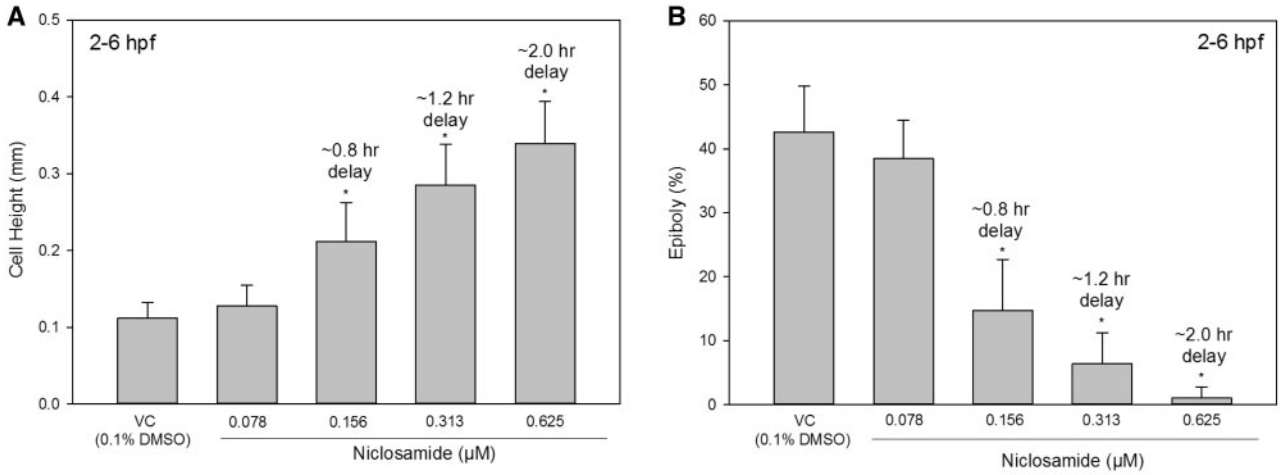 A
2-6 hpf
Cell Height (mm)
0.5
0.4
0.3
0.2
0.1
0.0
~0.8 hr
delay
*
~1.2 hr
delay
*
~2.0 hr
delay
*
VC
(0.1% DMSO)
0.078
0.156
0.313
0.625
Niclosamide (µM)
B
2-6 hpf
Epiboly (%)
60
50
40
30
20
10
0
~0.8 hr
delay
*
~1.2 hr
delay
*
~2.0 hr
delay
*
VC
(0.1% DMSO)
0.078
0.156
0.313
0.625
Niclosamide (µM)